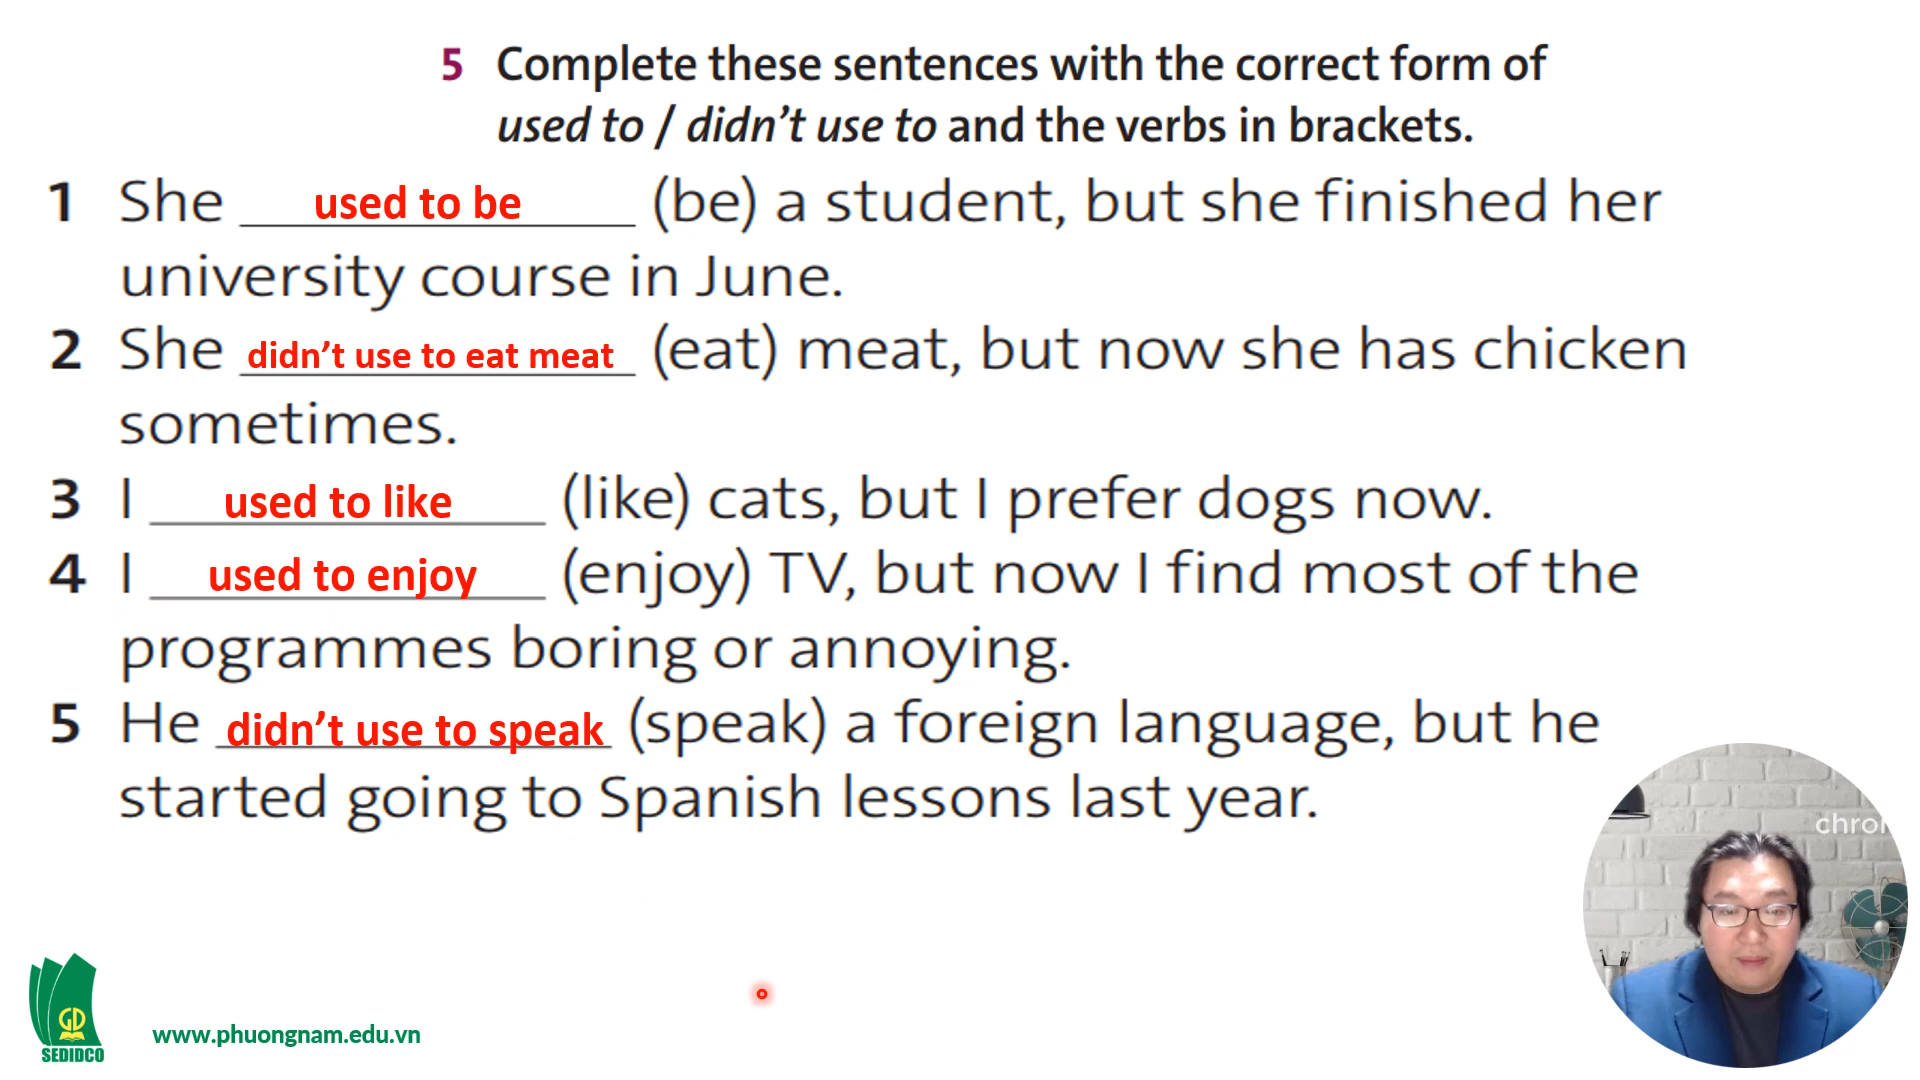 5 Complete these sentences with the correct form of
used to / didn't use to and the verbs in brackets.
1 She used to be (be) a student, but she finished her
university course in June.
2 She didn't use to eat meat (eat) meat, but now she has chicken
sometimes.
3 I used to like (like) cats, but I prefer dogs now.
4 I used to enjoy (enjoy) TV, but now I find most of the
programmes boring or annoying.
5 He didn't use to speak (speak) a foreign language, but he
started going to Spanish lessons last year.
chro
GD
SEDIDCO
www.phuongnam.edu.vn